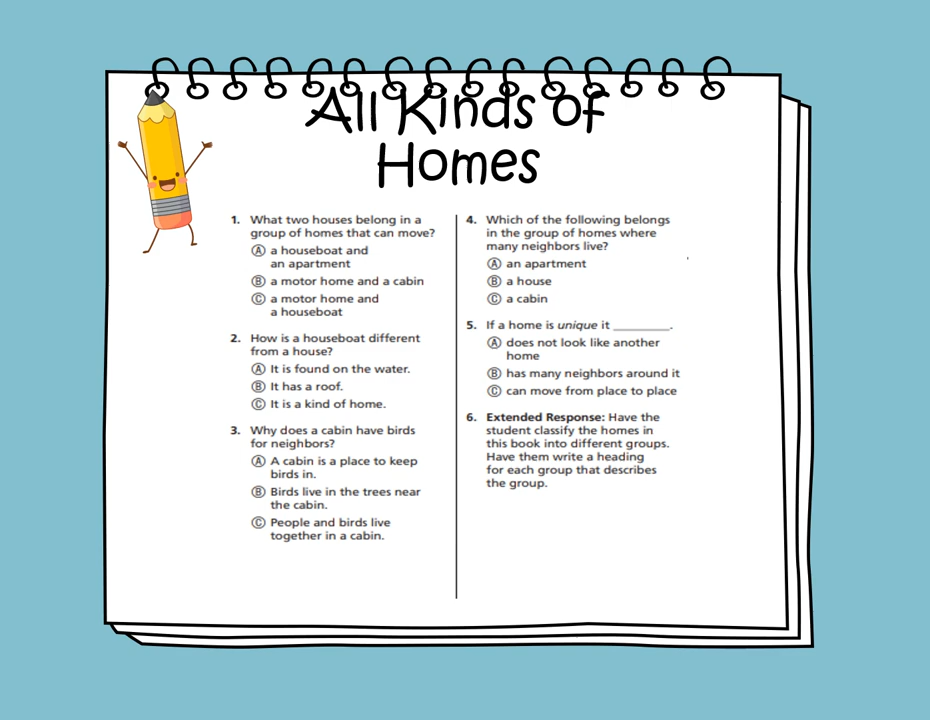 All Kinds of
Homes
1. What two houses belong in a
group of homes that can move?
Ⓐ a houseboat and
an apartment
Ⓑ a motor home and a cabin
Ⓒ a motor home and
a houseboat
2. How is a houseboat different
from a house?
Ⓐ It is found on the water.
Ⓑ It has a roof.
Ⓒ It is a kind of home.
3. Why does a cabin have birds
for neighbors?
Ⓐ A cabin is a place to keep
birds in.
Ⓑ Birds live in the trees near
the cabin.
Ⓒ People and birds live
together in a cabin.
4. Which of the following belongs
in the group of homes where
many neighbors live?
Ⓐ an apartment
Ⓑ a house
Ⓒ a cabin
5. If a home is unique it ________.
Ⓐ does not look like another
home
Ⓑ has many neighbors around it
Ⓒ can move from place to place
6. Extended Response: Have the
student classify the homes in
this book into different groups.
Have them write a heading
for each group that describes
the group.